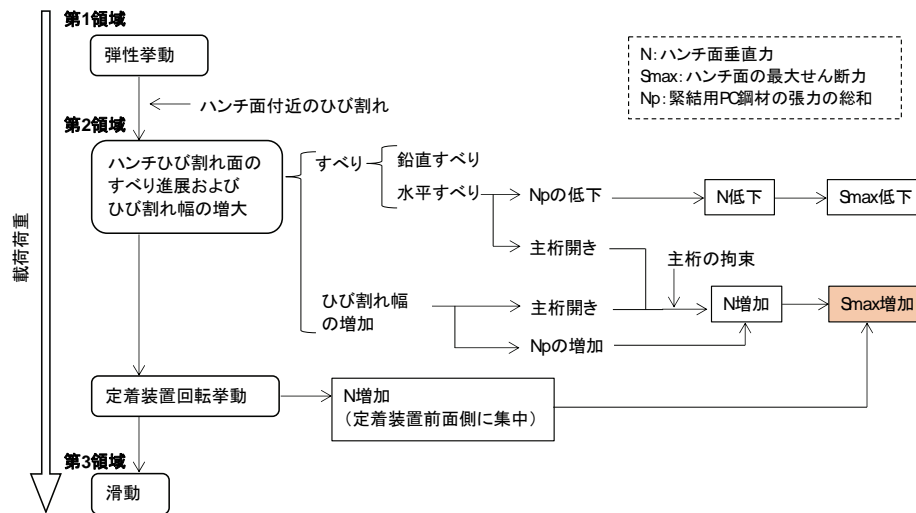 第1領域
弾性挙動
ハンチ面付近のひび割れ
N：ハンチ面垂直力
Smax：ハンチ面の最大せん断力
Np：緊結用PC鋼材の張力の総和
第2領域
ハンチひび割れ面の
すべり進展および
ひび割れ幅の増大
すべり
鉛直すべり
水平すべり
Npの低下
N低下
Smax低下
主桁開き
主桁の拘束
ひび割れ幅
の増加
主桁開き
N増加
Smax増加
Npの増加
載荷荷重
定着装置回転挙動
N増加
（定着装置前面側に集中）
第3領域
滑動